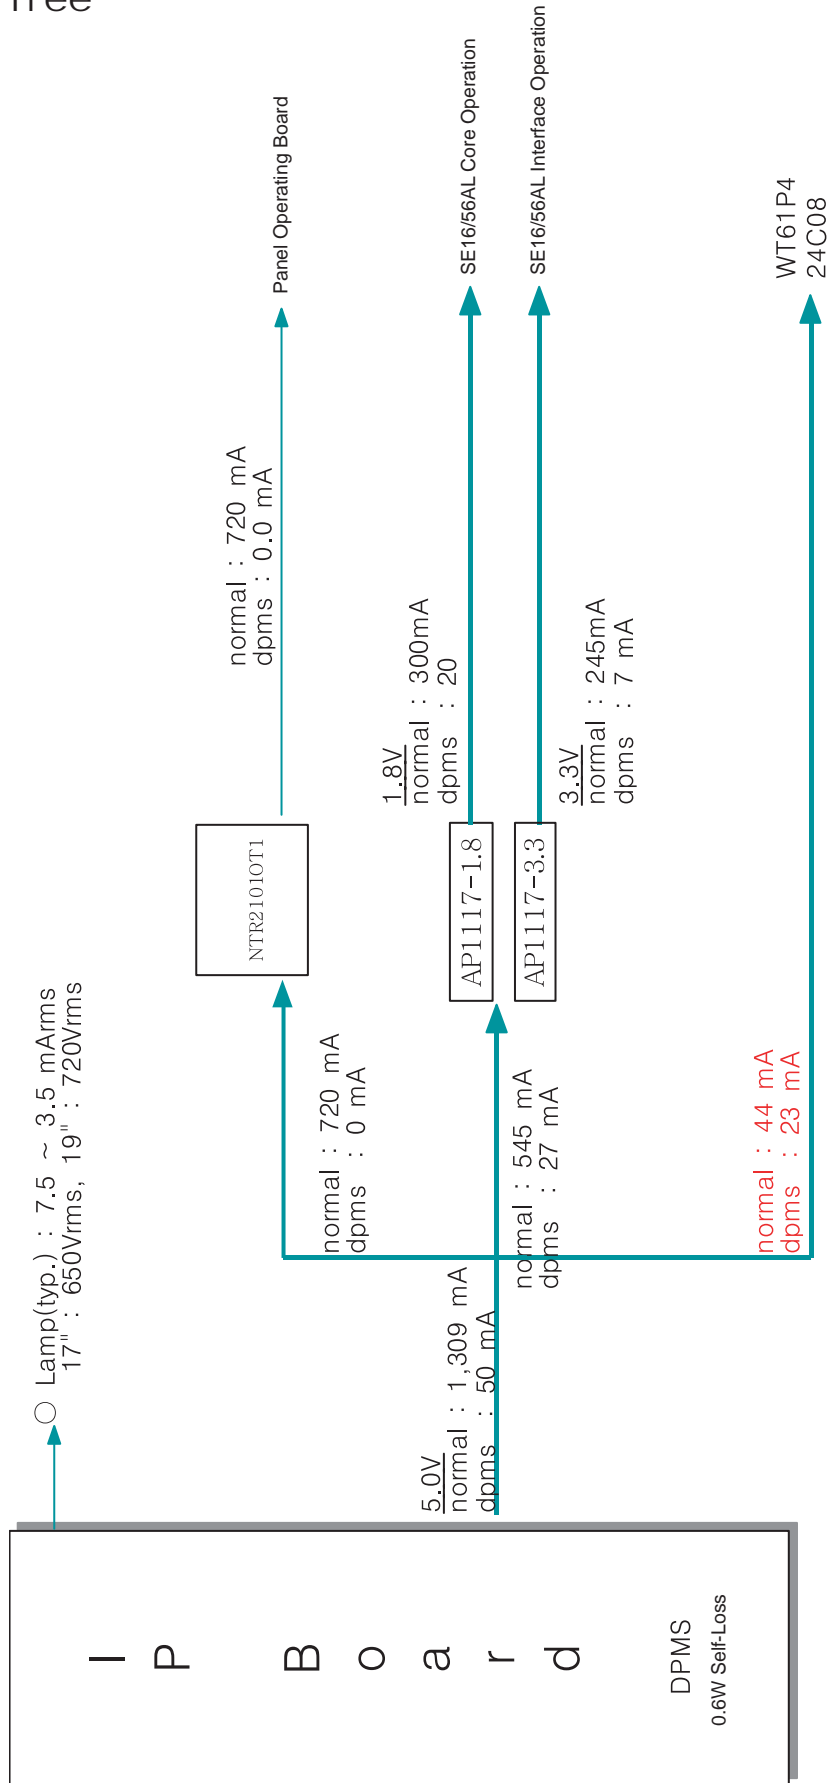 Tree
○ Lamp(typ.) : 7.5 ~ 3.5 mArms
17" : 650Vrms, 19" : 720Vrms
I P Board
DPMS
0.6W Self-Loss
5.0V
normal : 1,309 mA
dpms : 50 mA
normal : 720 mA
dpms : 0 mA
NTR2101OT1
normal : 720 mA
dpms : 0.0 mA
Panel Operating Board
normal : 545 mA
dpms : 27 mA
AP1117-1.8
1.8V
normal : 300mA
dpms : 20
SE16/56AL Core Operation
AP1117-3.3
3.3V
normal : 245mA
dpms : 7 mA
SE16/56AL Interface Operation
normal : 44 mA
dpms : 23 mA
WT61P4
24C08